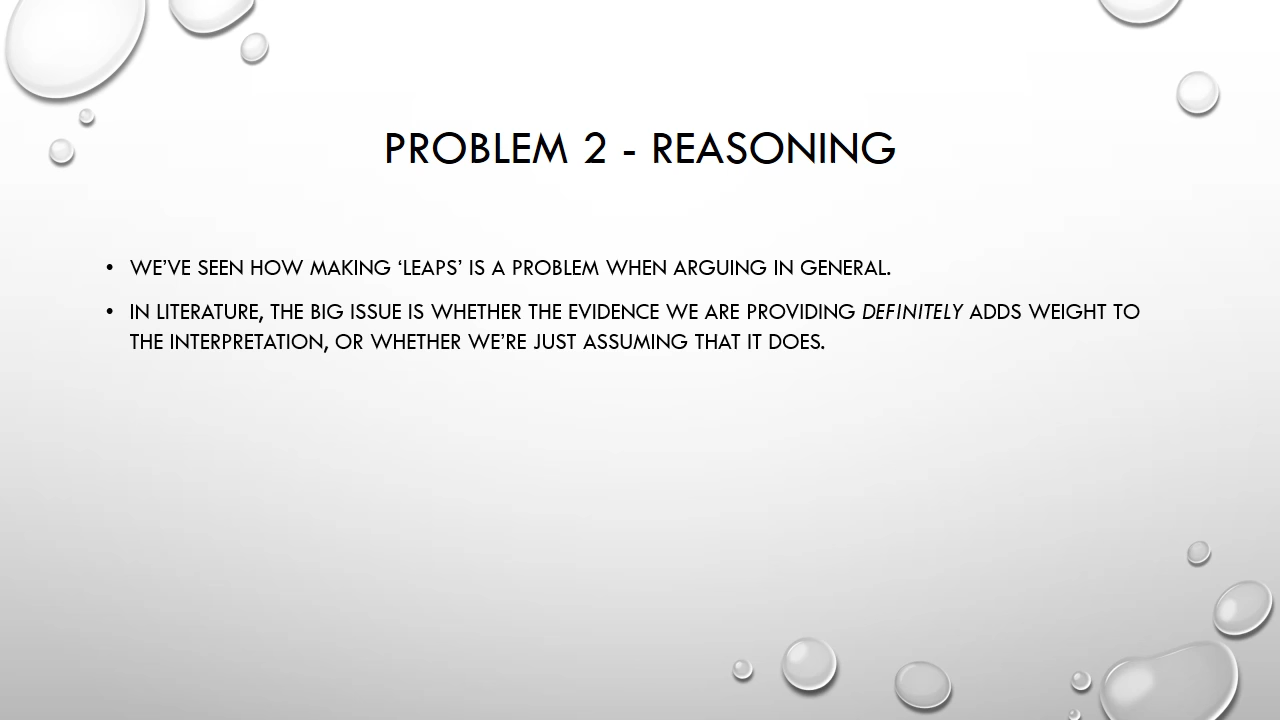 PROBLEM 2 - REASONING
• WE’VE SEEN HOW MAKING ‘LEAPS’ IS A PROBLEM WHEN ARGUING IN GENERAL.
• IN LITERATURE, THE BIG ISSUE IS WHETHER THE EVIDENCE WE ARE PROVIDING DEFINITELY ADDS WEIGHT TO
THE INTERPRETATION, OR WHETHER WE’RE JUST ASSUMING THAT IT DOES.